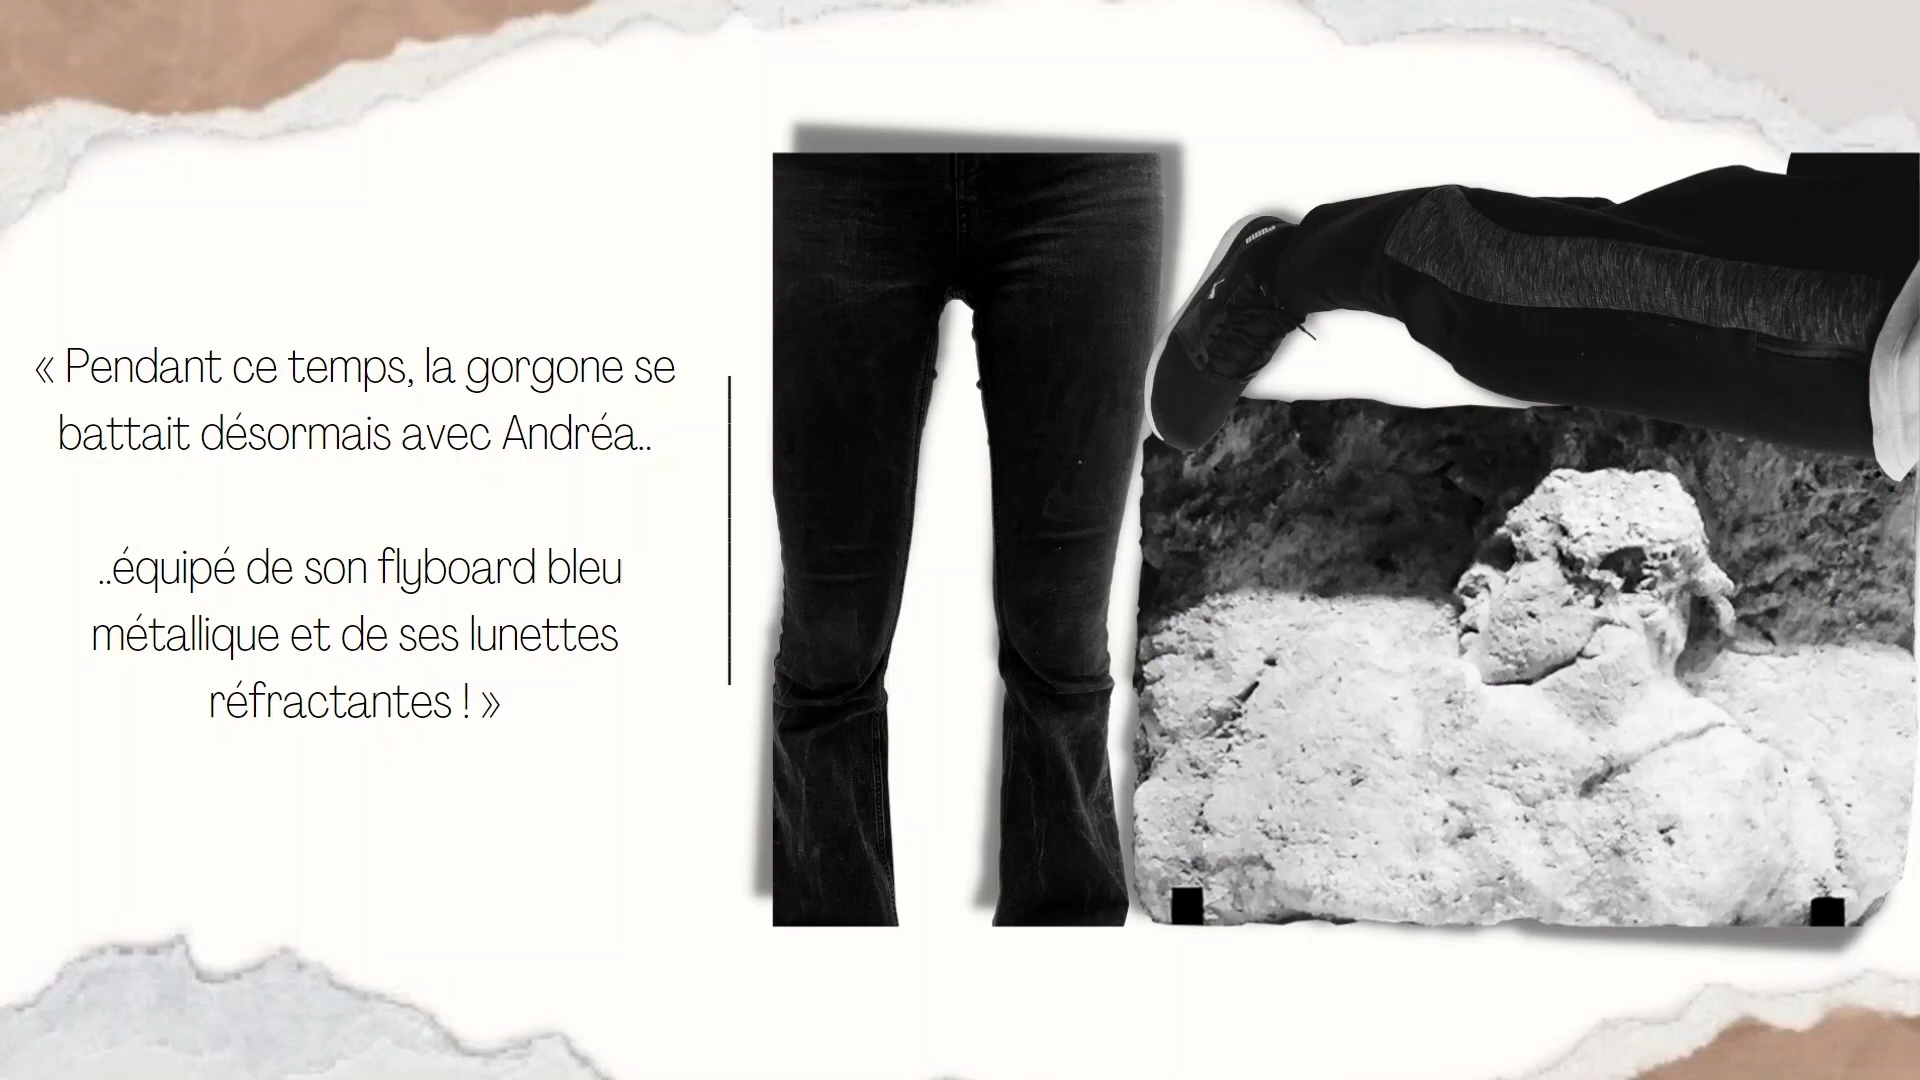 « Pendant ce temps, la gorgone se
battait désormais avec Andréa..
..équipé de son flyboard bleu
métallique et de ses lunettes
réfractantes ! »
PUMA